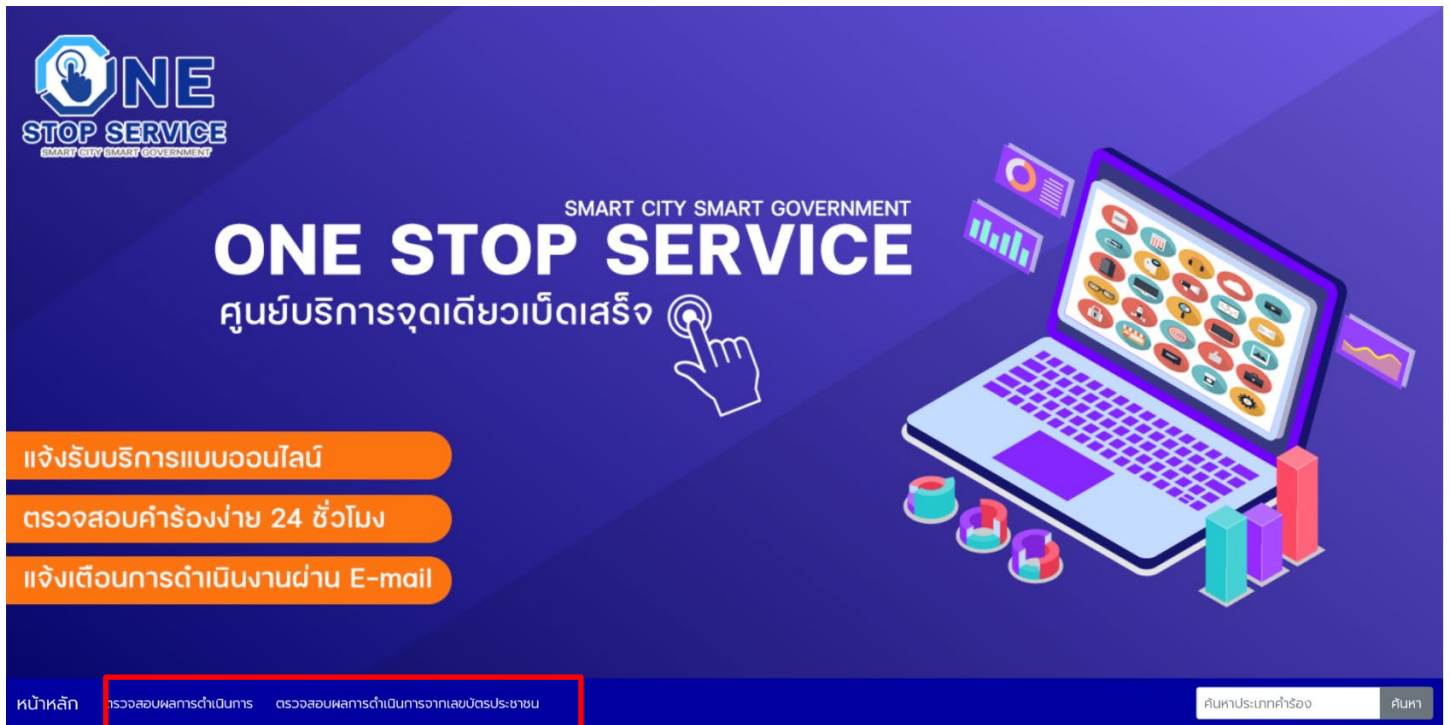 ONE
STOP SERVICE
SMART CITY SMART GOVERNMENT
SMART CITY SMART GOVERNMENT
ONE STOP SERVICE
ศูนย์บริการจุดเดียวเบ็ดเสร็จ
แจ้งรับบริการแบบออนไลน์
ตรวจสอบคำร้องง่าย 24 ชั่วโมง
แจ้งเตือนการดำเนินงานผ่าน E-mail
หน้าหลัก ตรวจสอบผลการดำเนินการ ตรวจสอบผลการดำเนินการจากเลขบัตรประชาชน ค้นหาประเภทคำร้อง ค้นหา